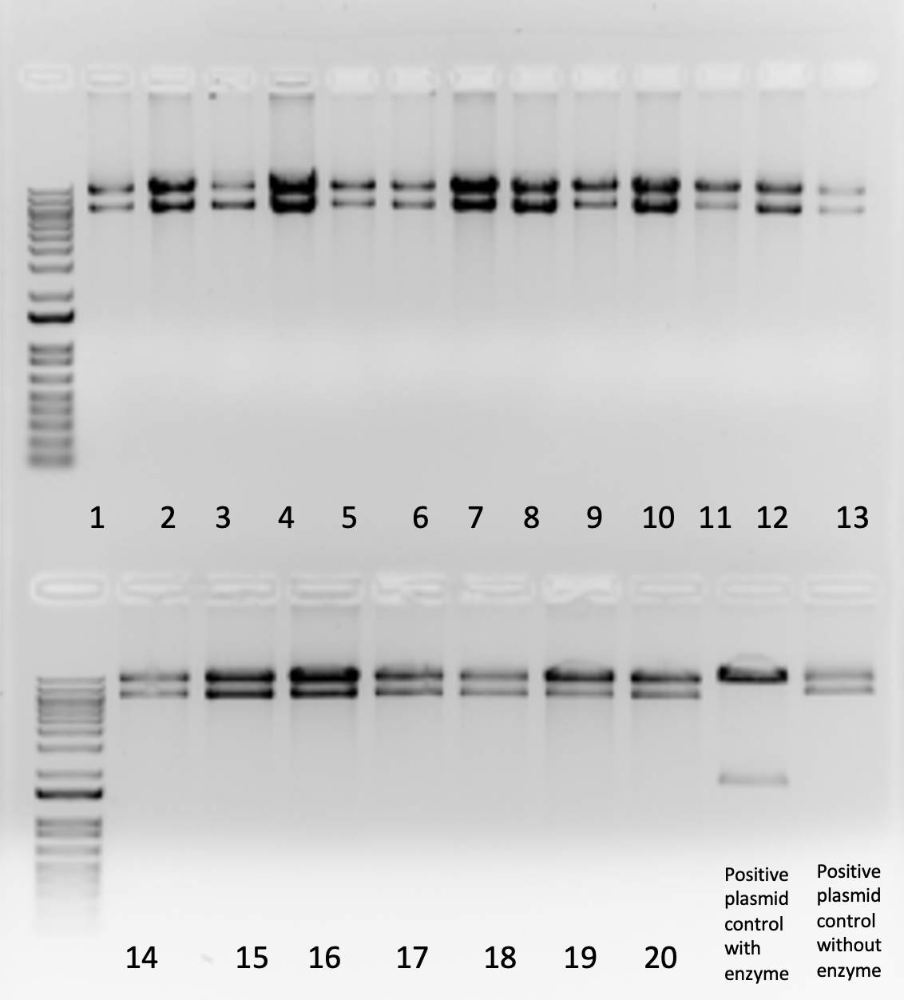 1 2 3 4 5 6 7 8 9 10 11 12 13
14 15 16 17 18 19 20
Positive
plasmid
control
with
enzyme
Positive
plasmid
control
without
enzyme